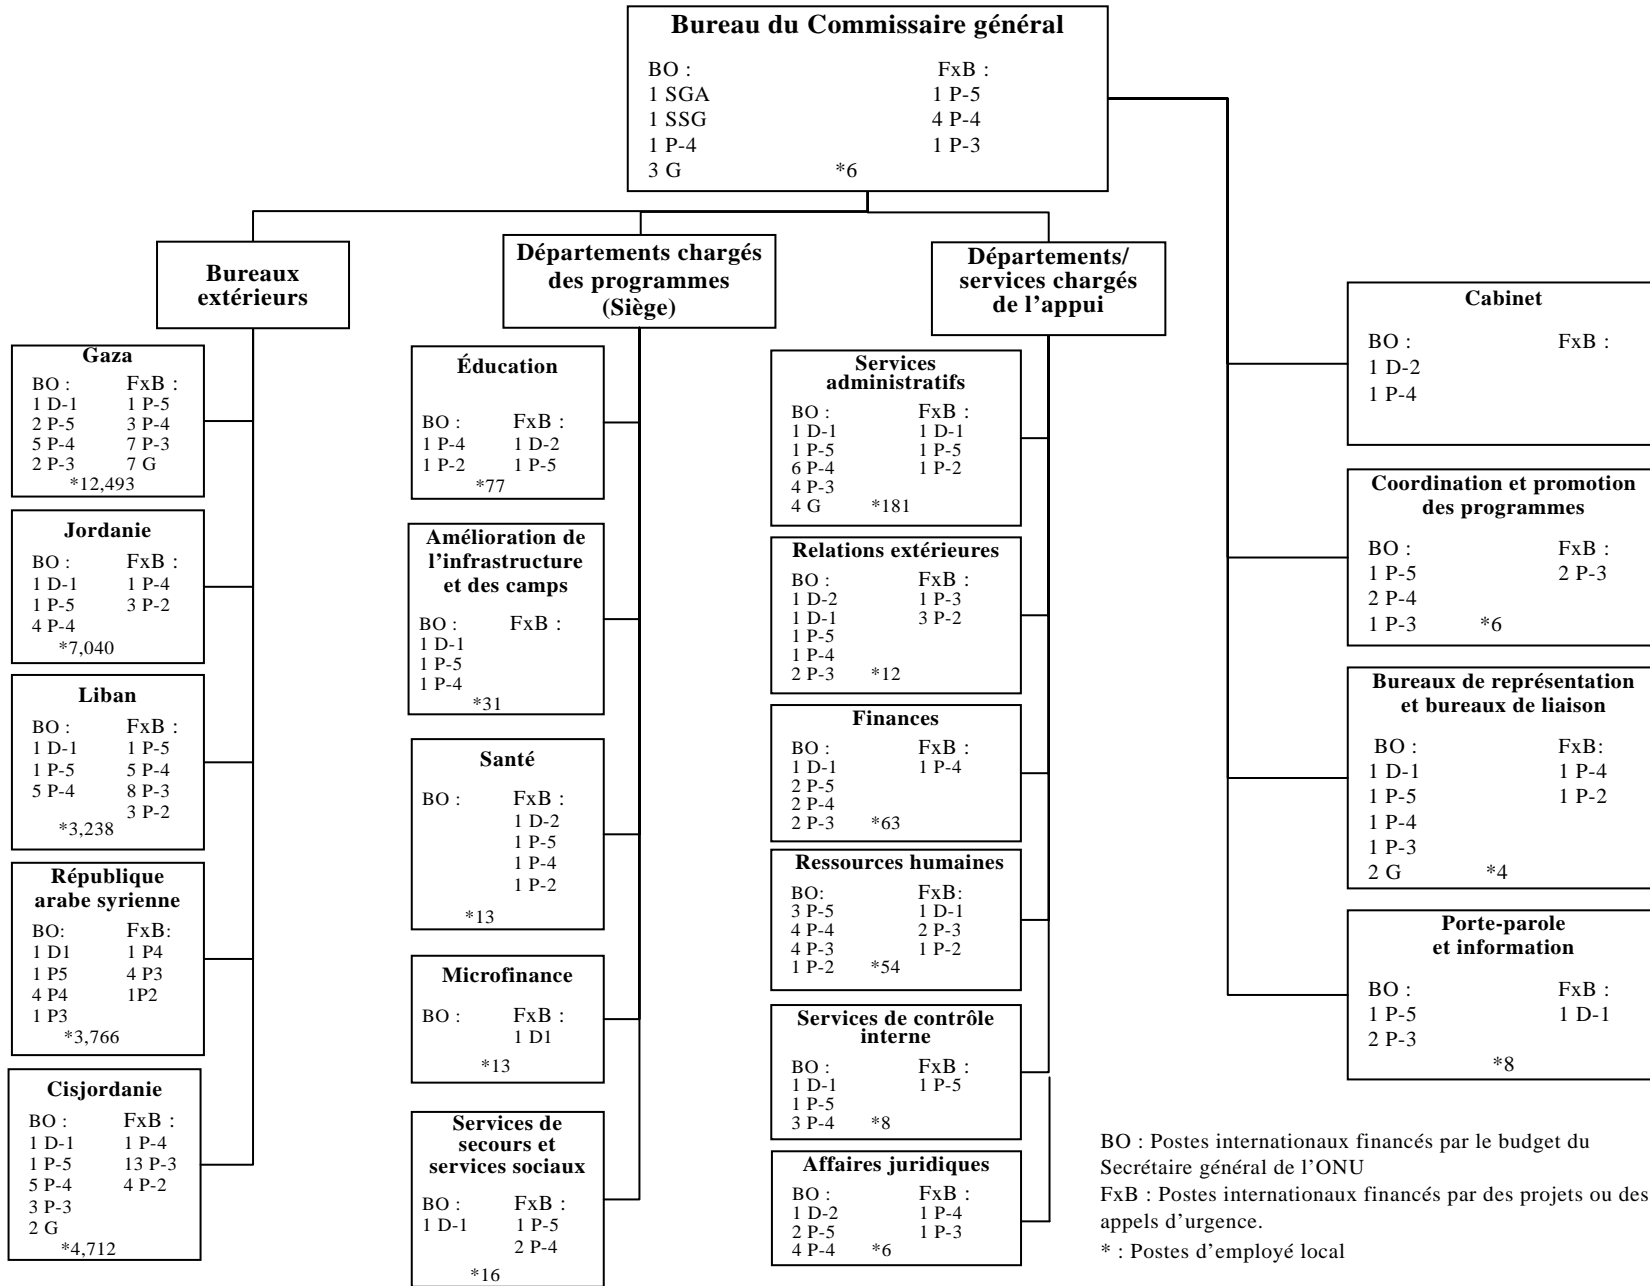 Bureau du Commissaire général
BO : FxB :
1 SGA 1 P-5
1 SSG 4 P-4
1 P-4 1 P-3
3 G *6
Bureaux
extérieurs
Départements chargés
des programmes
(Siège)
Départements/
services chargés
de l’appui
Gaza
BO : FxB :
1 D-1 1 P-5
2 P-5 3 P-4
5 P-4 7 P-3
2 P-3 7 G
*12,493
Jordanie
BO : FxB :
1 D-1 1 P-4
1 P-5 3 P-2
4 P-4
*7,040
Liban
BO : FxB :
1 D-1 1 P-5
1 P-5 5 P-4
5 P-4 8 P-3
3 P-2
*3,238
République
arabe syrienne
BO: FxB:
1 D1 1 P4
1 P5 4 P3
4 P4 1P2
1 P3
*3,766
Cisjordanie
BO : FxB :
1 D-1 1 P-4
1 P-5 13 P-3
5 P-4 4 P-2
3 P-3
2 G
*4,712
Éducation
BO : FxB :
1 P-4 1 D-2
1 P-2 1 P-5
*77
Amélioration de
l’infrastructure
et des camps
BO : FxB :
1 D-1
1 P-5
1 P-4
*31
Santé
BO : FxB :
1 D-2
1 P-5
1 P-4
1 P-2
*13
Microfinance
BO : FxB :
1 D1
*13
Services de
secours et
services sociaux
BO : FxB :
1 D-1 1 P-5
2 P-4
*16
Services
administratifs
BO : FxB :
1 D-1 1 D-1
1 P-5 1 P-5
6 P-4 1 P-2
4 P-3
4 G *181
Relations extérieures
BO : FxB :
1 D-2 1 P-3
1 D-1 3 P-2
1 P-5
1 P-4
2 P-3 *12
Finances
BO : FxB :
1 D-1 1 P-4
2 P-5
2 P-4
2 P-3 *63
Ressources humaines
BO: FxB:
3 P-5 1 D-1
4 P-4 2 P-3
4 P-3 1 P-2
1 P-2 *54
Services de contrôle
interne
BO : FxB :
1 D-1 1 P-5
1 P-5
3 P-4 *8
Affaires juridiques
BO : FxB :
1 D-2 1 P-4
2 P-5 1 P-3
4 P-4 *6
Cabinet
BO : FxB :
1 D-2
1 P-4
Coordination et promotion
des programmes
BO : FxB :
1 P-5 2 P-3
2 P-4
1 P-3 *6
Bureaux de représentation
et bureaux de liaison
BO : FxB:
1 D-1 1 P-4
1 P-5 1 P-2
1 P-4
1 P-3
2 G *4
Porte-parole
et information
BO : FxB :
1 P-5 1 D-1
2 P-3
*8
BO : Postes internationaux financés par le budget du
Secrétaire général de l’ONU
FxB : Postes internationaux financés par des projets ou des
appels d’urgence.
* : Postes d’employé local